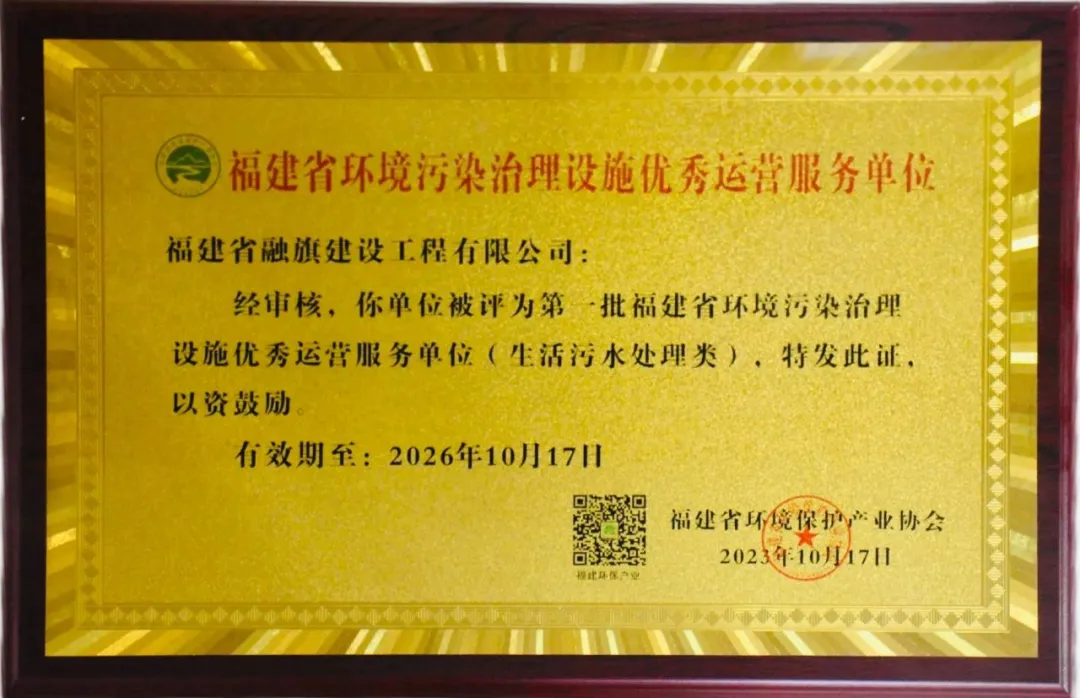 福建省环境污染治理设施优秀运营服务单位
福建省融旗建设工程有限公司：
经审核，你单位被评为第一批福建省环境污染治理
设施优秀运营服务单位（生活污水处理类），特发此证，
以资鼓励。
有效期至：2026年10月17日
福建环保产业
福建省环境保护产业协会
2023年10月17日